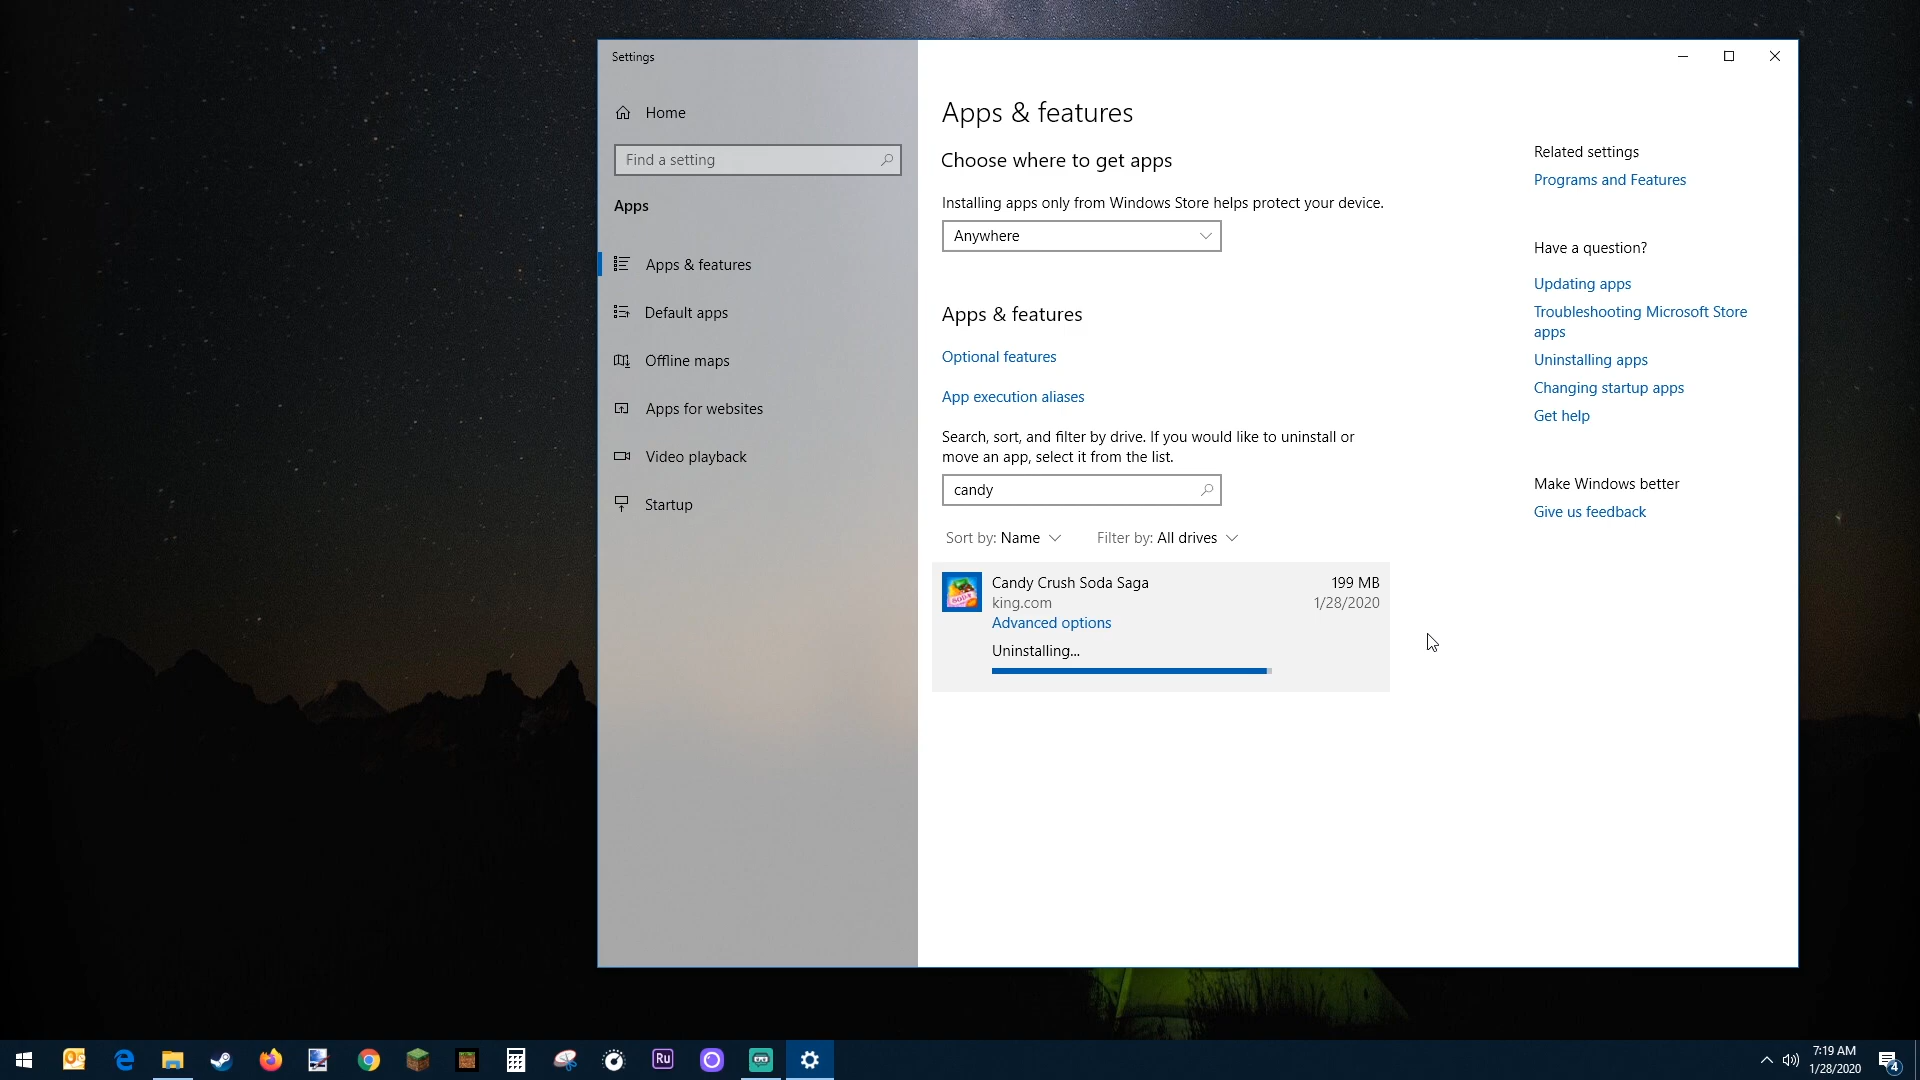 Settings
Home
Find a setting
Apps
Apps & features
Default apps
Offline maps
Apps for websites
Video playback
Startup
Apps & features
Choose where to get apps
Installing apps only from Windows Store helps protect your device.
Anywhere
Apps & features
Optional features
App execution aliases
Search, sort, and filter by drive. If you would like to uninstall or
move an app, select it from the list.
candy
Sort by: Name
Filter by: All drives
Candy Crush Soda Saga
199 MB
king.com
1/28/2020
Advanced options
Uninstalling...
Related settings
Programs and Features
Have a question?
Updating apps
Troubleshooting Microsoft Store
apps
Uninstalling apps
Changing startup apps
Get help
Make Windows better
Give us feedback
Ru
7:19 AM
1/28/2020
4